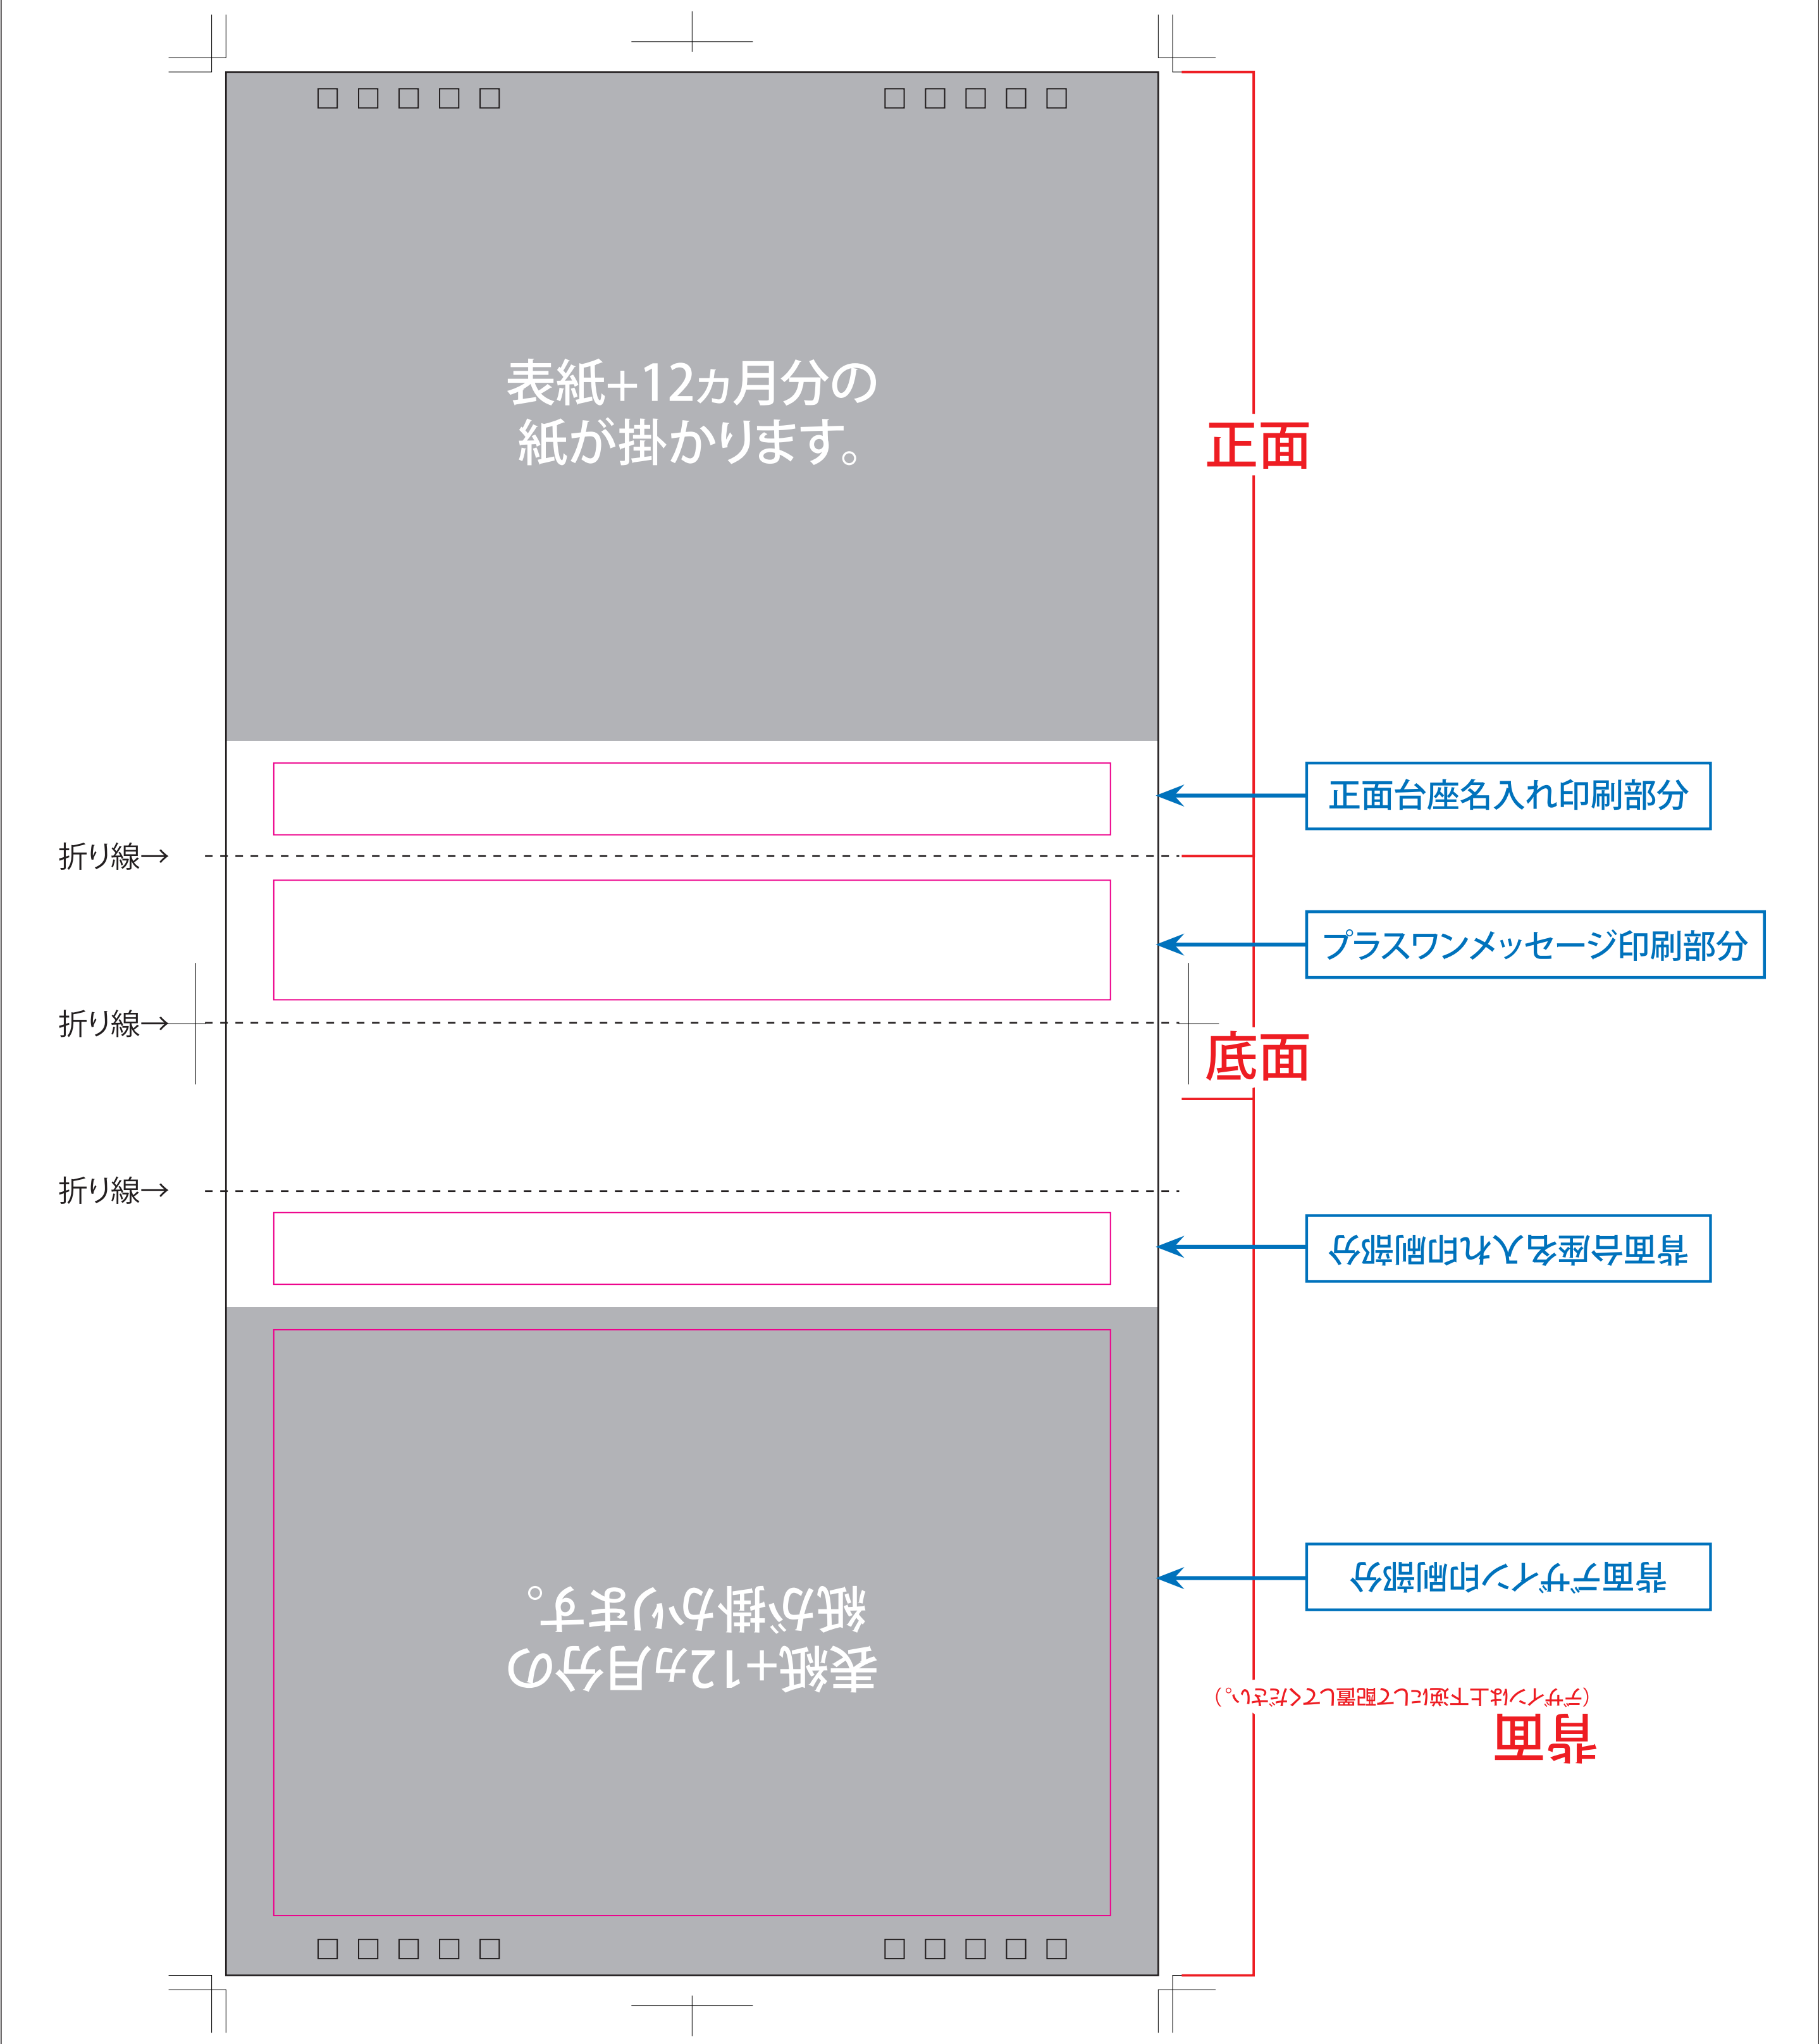 表紙+12ヵ月分の
紙が掛かります。
正面
正面台座名入れ印刷部分
折り線→
プラスワンメッセージ印刷部分
折り線→
底面
折り線→
背面台座名入れ印刷部分
背面デザイン印刷部分
表紙+12ヵ月分の
紙が掛かります。
背面
(デザインは上下逆にして配置してください。)